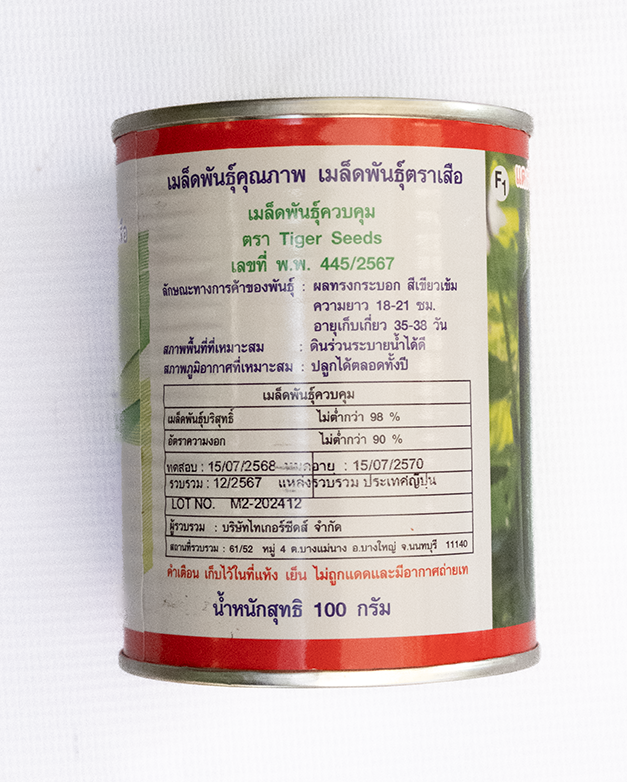 เมล็ดพันธุ์คุณภาพ เมล็ดพันธุ์ตราเสือ
F1
เมล็ดพันธุ์ควบคุม
ตรา Tiger Seeds
เลขที่ พ.พ. 445/2567
ลักษณะทางการค้าของพันธุ์ : ผลทรงกระบอก สีเขียวเข้ม
ความยาว 18-21 ซม.
อายุเก็บเกี่ยว 35-38 วัน
สภาพพื้นที่ที่เหมาะสม : ดินร่วนระบายน้ำได้ดี
สภาพภูมิอากาศที่เหมาะสม : ปลูกได้ตลอดทั้งปี
เมล็ดพันธุ์ควบคุม
เมล็ดพันธุ์บริสุทธิ์ ไม่ต่ำกว่า 98 %
อัตราความงอก ไม่ต่ำกว่า 90 %
ทดสอบ : 15/07/2568 หมดอายุ : 15/07/2570
รวบรวม : 12/2567 แหล่งรวบรวม ประเทศญี่ปุ่น
LOT NO. M2-202412
ผู้รวบรวม : บริษัทไทเกอร์ซีดส์ จำกัด
สถานที่รวบรวม : 61/52 หมู่ 4 ต.บางแม่นาง อ.บางใหญ่ จ.นนทบุรี 11140
คำเตือน เก็บไว้ในที่แห้ง เย็น ไม่ถูกแดดและมีอากาศถ่ายเท
น้ำหนักสุทธิ 100 กรัม